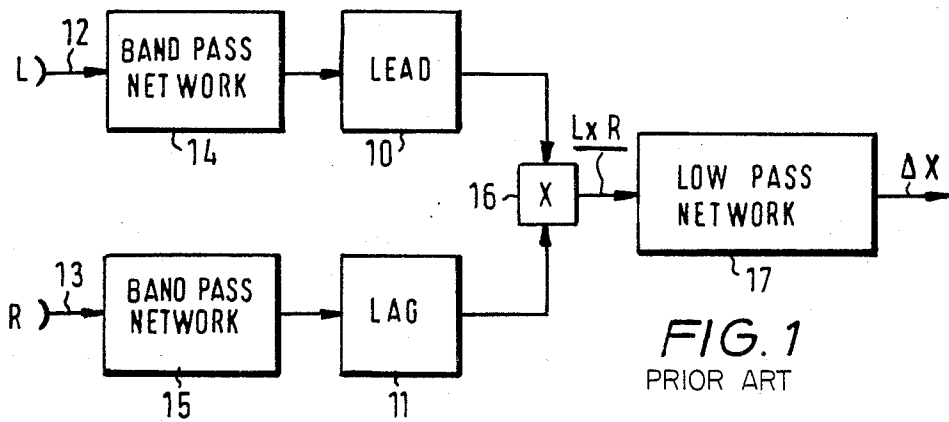 L 12 BAND PASS NETWORK 14
LEAD 10
R 13 BAND PASS NETWORK 15
LAG 11
16 X
LxR
LOW PASS NETWORK 17
ΔX
FIG. 1
PRIOR ART